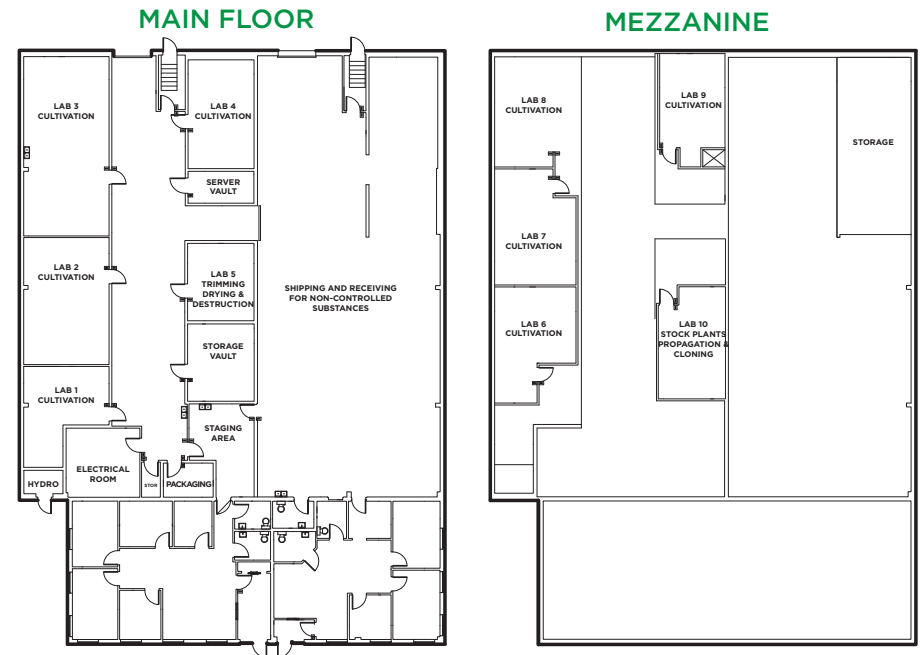 MAIN FLOOR
MEZZANINE
LAB 3
CULTIVATION
LAB 4
CULTIVATION
SERVER
VAULT
LAB 2
CULTIVATION
LAB 5
TRIMMING
DRYING &
DESTRUCTION
SHIPPING AND RECEIVING
FOR NON-CONTROLLED
SUBSTANCES
STORAGE
VAULT
LAB 1
CULTIVATION
STAGING
AREA
ELECTRICAL
ROOM
HYDRO
STOR
PACKAGING
LAB 8
CULTIVATION
LAB 9
CULTIVATION
STORAGE
LAB 7
CULTIVATION
LAB 6
CULTIVATION
LAB 10
STOCK PLANTS
PROPAGATION &
CLONING